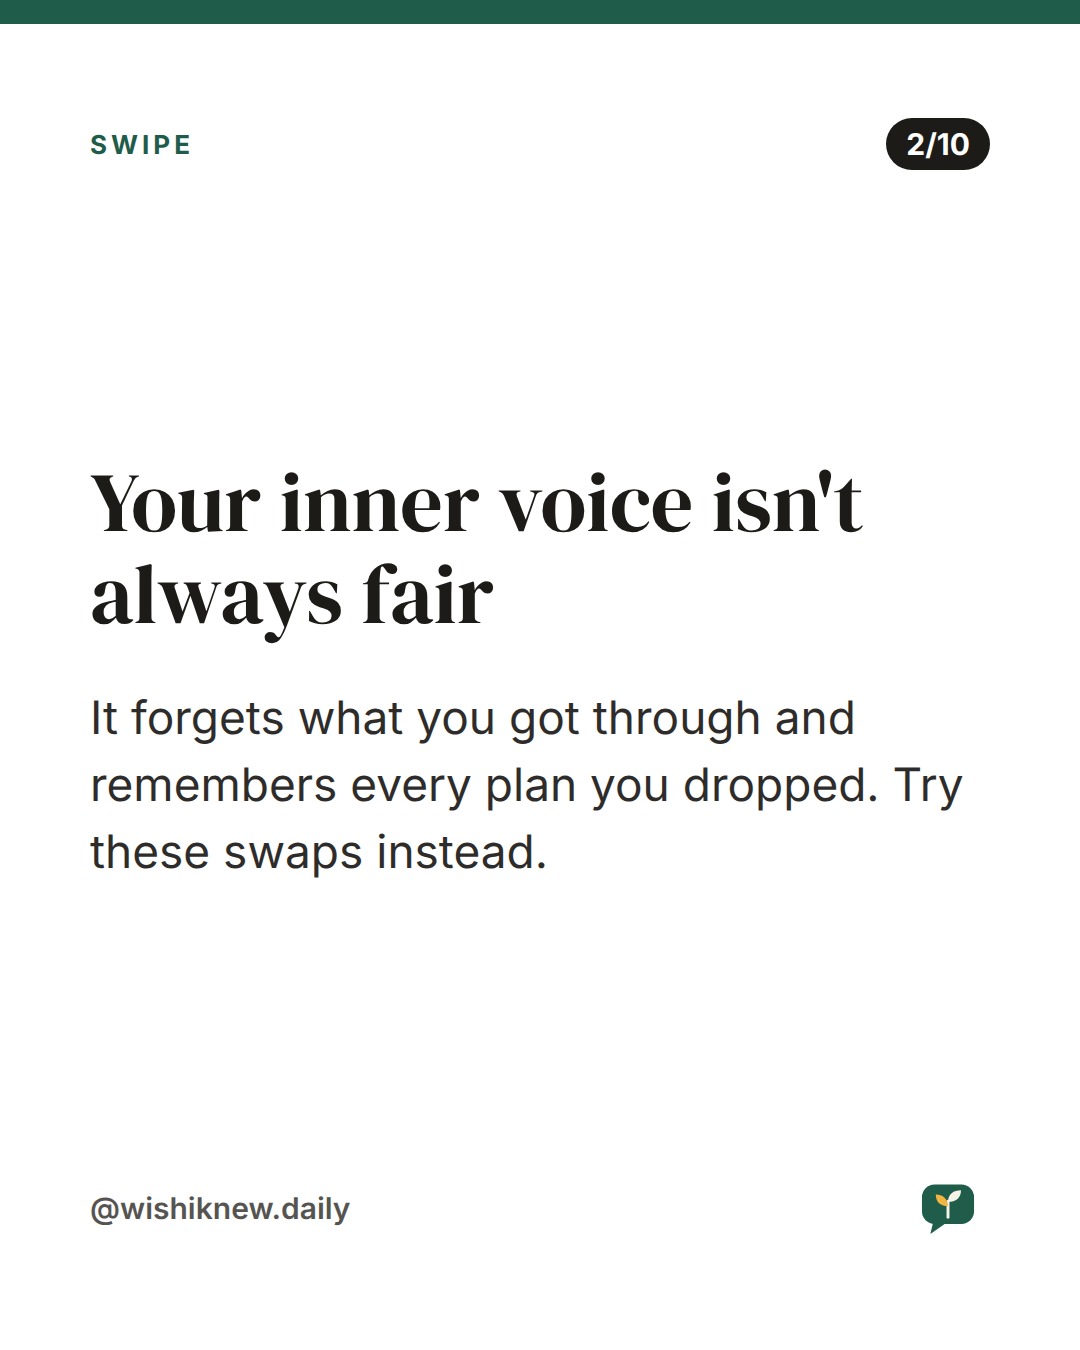 SWIPE
2/10
Your inner voice isn't
always fair
It forgets what you got through and
remembers every plan you dropped. Try
these swaps instead.
@wishiknew.daily